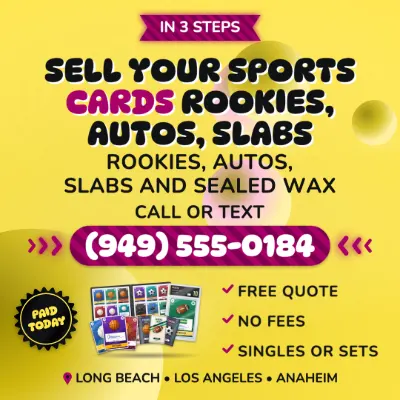 IN 3 STEPS
SELL YOUR SPORTS
CARDS ROOKIES,
AUTOS, SLABS
ROOKIES, AUTOS,
SLABS AND SEALED WAX
CALL OR TEXT
(949) 555-0184
PAID
TODAY
FREE QUOTE
NO FEES
SINGLES OR SETS
LONG BEACH • LOS ANGELES • ANAHEIM